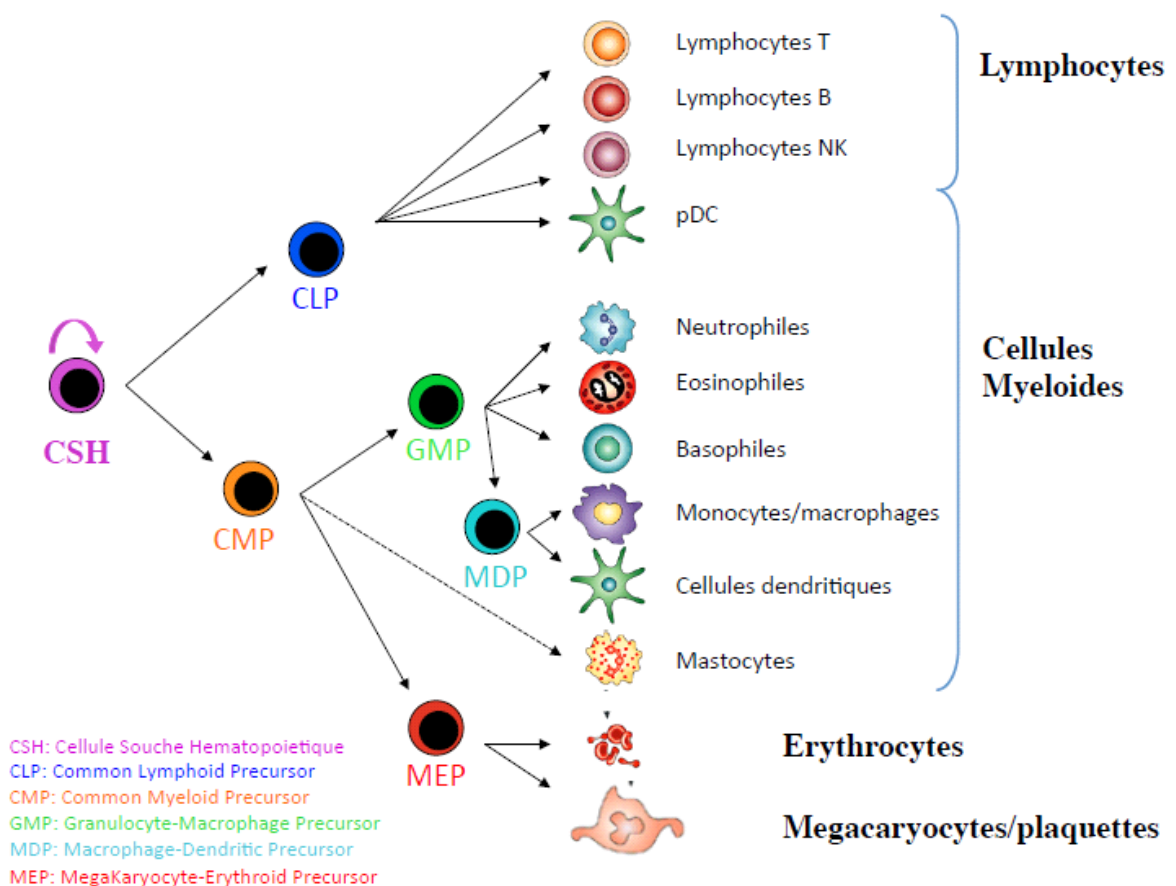 Lymphocytes T
Lymphocytes B
Lymphocytes NK
pDC
Lymphocytes
CLP
Neutrophiles
Eosinophiles
Basophiles
Monocytes/macrophages
Cellules dendritiques
Mastocytes
Cellules
Myeloides
CSH
GMP
CMP
MDP
MEP
Erythrocytes
Megacaryocytes/plaquettes
CSH: Cellule Souche Hematopoietique
CLP: Common Lymphoid Precursor
CMP: Common Myeloid Precursor
GMP: Granulocyte-Macrophage Precursor
MDP: Macrophage-Dendritic Precursor
MEP: MegaKaryocyte-Erythroid Precursor